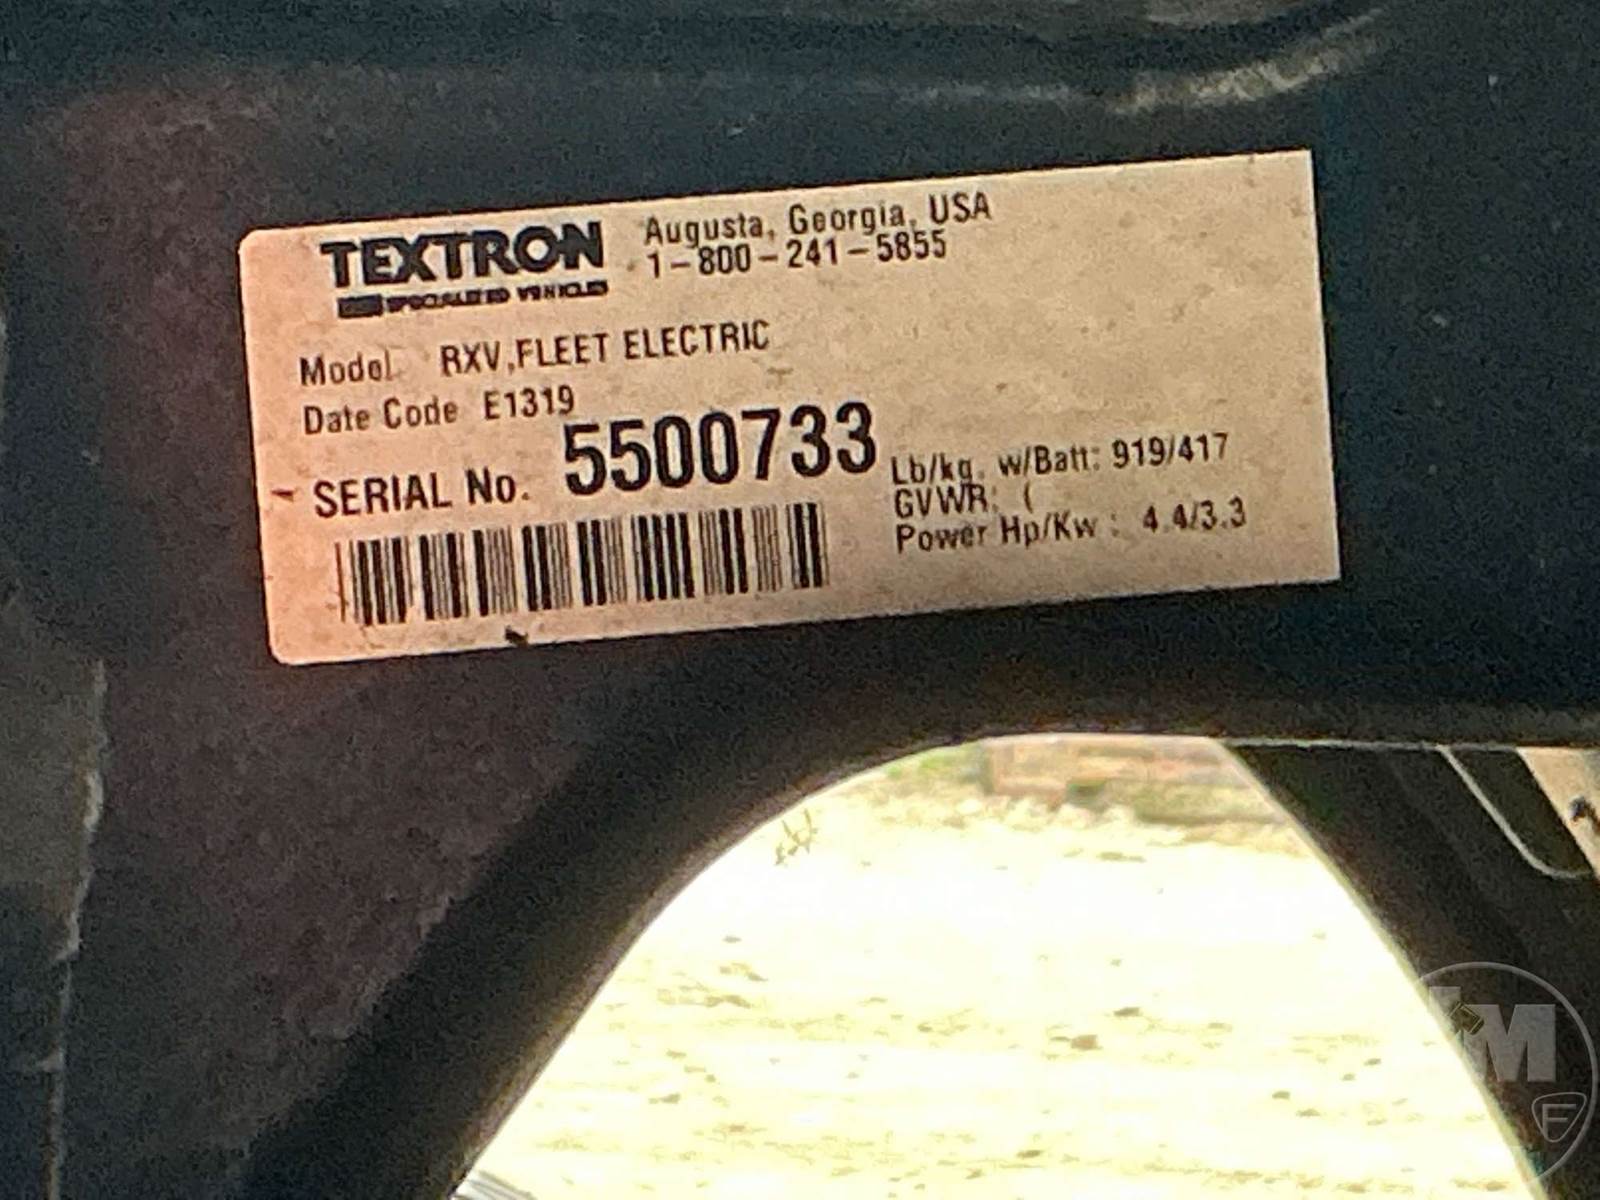 TEXTRON
SPECIALIZED VEHICLES
Augusta, Georgia, USA
1-800-241-5855
Model RXV,FLEET ELECTRIC
Date Code E1319
SERIAL No. 5500733
Lb/kg. w/Batt: 919/417
GVWR: (
Power Hp/Kw : 4.4/3.3
M
E